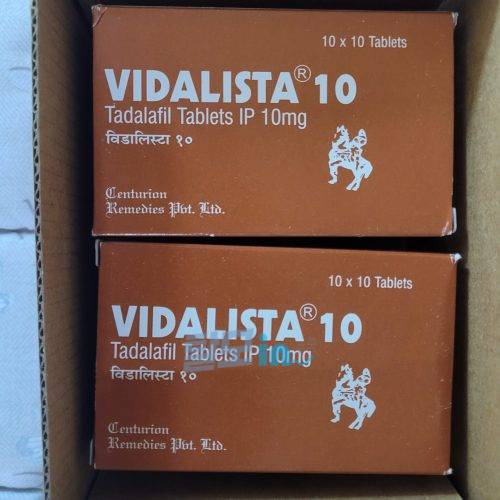 10 x 10 Tablets
VIDALISTA® 10
Tadalafil Tablets IP 10mg
विडालिस्टा १०
Centurion
Remedies Pvt. Ltd.
10 x 10 Tablets
VIDALISTA® 10
Tadalafil Tablets IP 10mg
विडालिस्टा १०
Centurion
Remedies Pvt. Ltd.